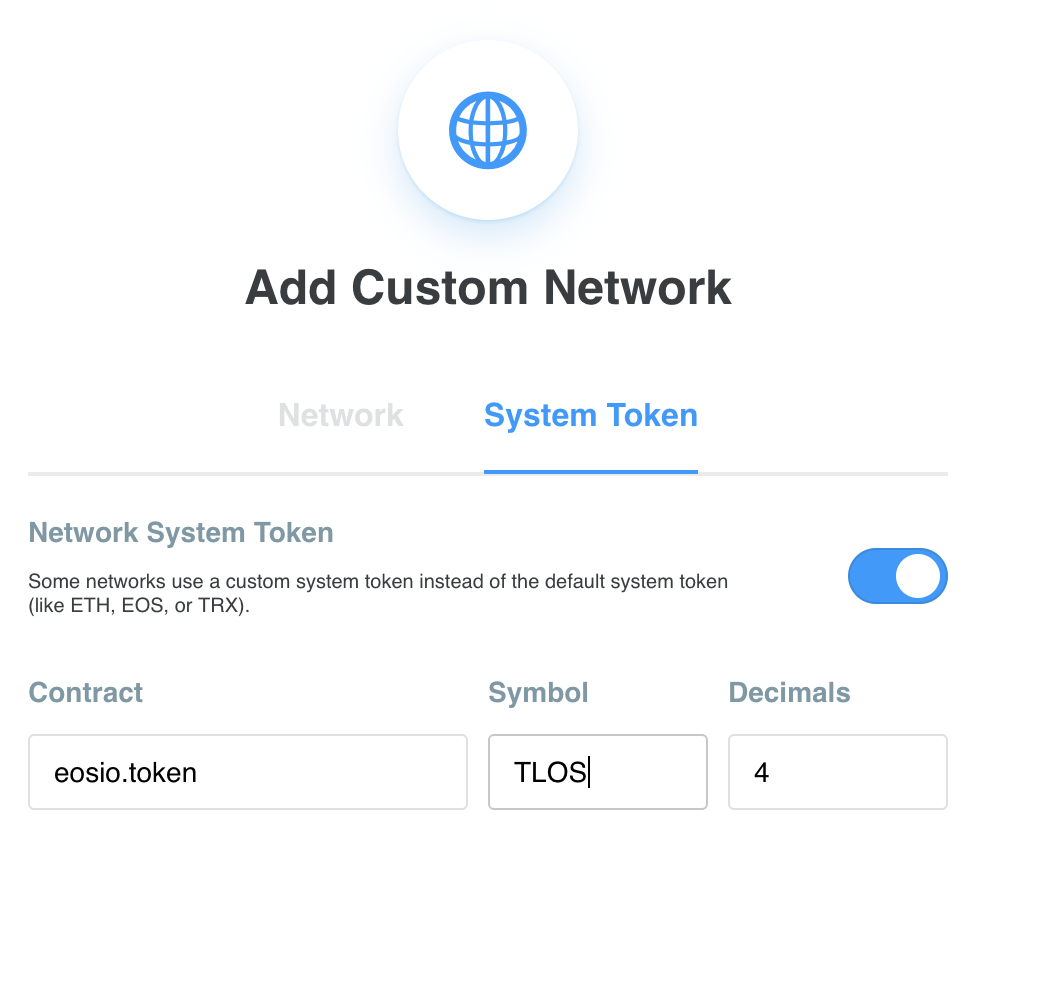 Add Custom Network
Network System Token
Network System Token
Some networks use a custom system token instead of the default system token
(like ETH, EOS, or TRX).
Contract Symbol Decimals
eosio.token TLOS 4